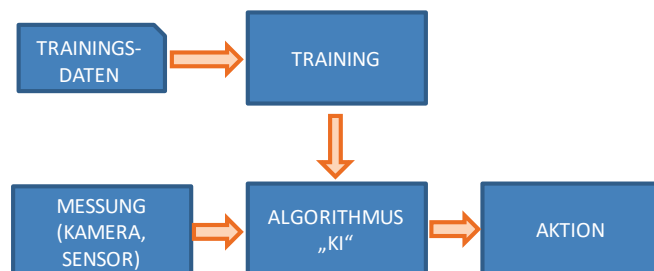 TRAININGS-
DATEN
TRAINING
MESSUNG
(KAMERA,
SENSOR)
ALGORITHMUS
„KI“
AKTION